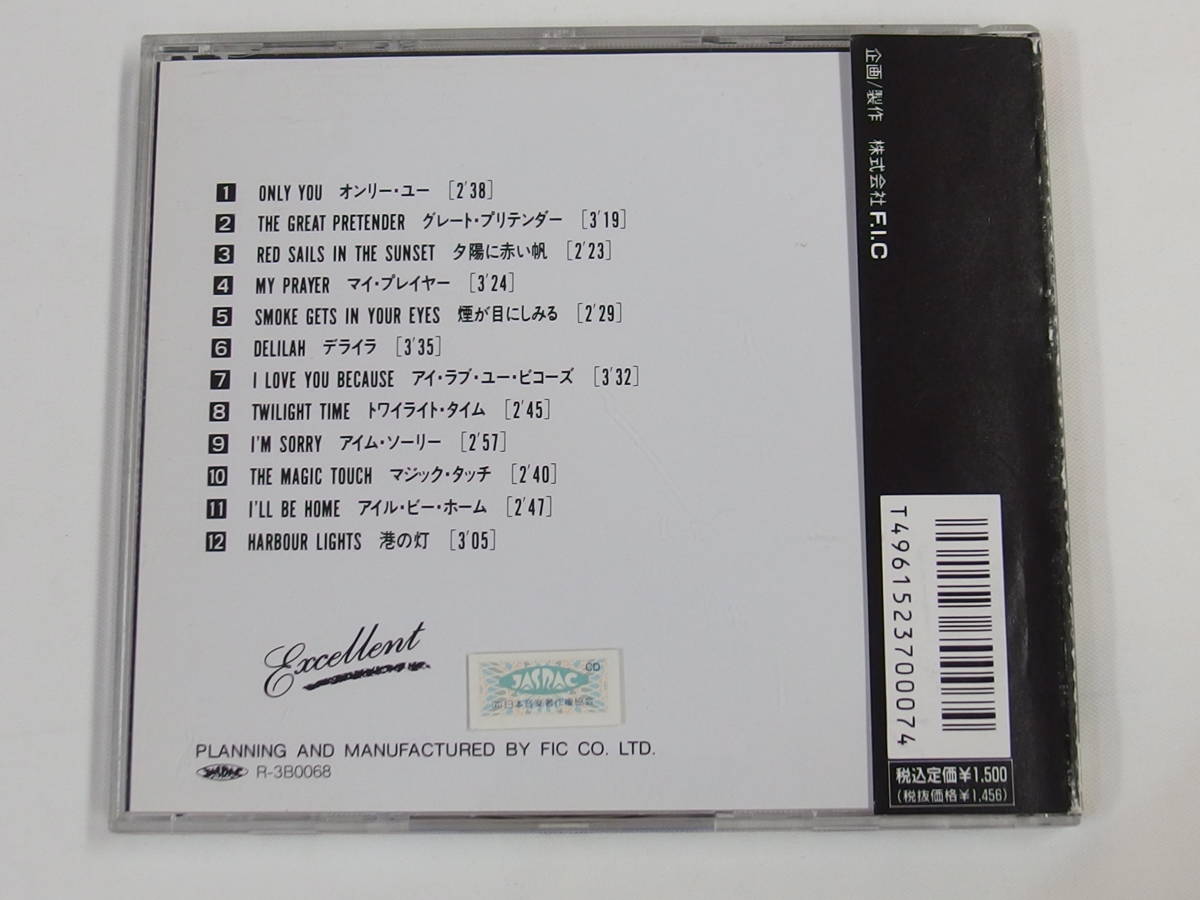 1 ONLY YOU オンリー・ユー [2'38]
2 THE GREAT PRETENDER グレート・プリテンダー [3'19]
3 RED SAILS IN THE SUNSET 夕陽に赤い帆 [2'23]
4 MY PRAYER マイ・プレイヤー [3'24]
5 SMOKE GETS IN YOUR EYES 煙が目にしみる [2'29]
6 DELILAH デライラ [3'35]
7 I LOVE YOU BECAUSE アイ・ラブ・ユー・ビコーズ [3'32]
8 TWILIGHT TIME トワイライト・タイム [2'45]
9 I'M SORRY アイム・ソーリー [2'57]
10 THE MAGIC TOUCH マジック・タッチ [2'40]
11 I'LL BE HOME アイル・ビー・ホーム [2'47]
12 HARBOUR LIGHTS 港の灯 [3'05]
Excellent
CD
JASRAC
PLANNING AND MANUFACTURED BY FIC CO. LTD.
JASRAC R-3B0068
企画/製作 株式会社 F.I.C
T4961523700074
税込定価¥1,500
(税抜価格¥1,456)